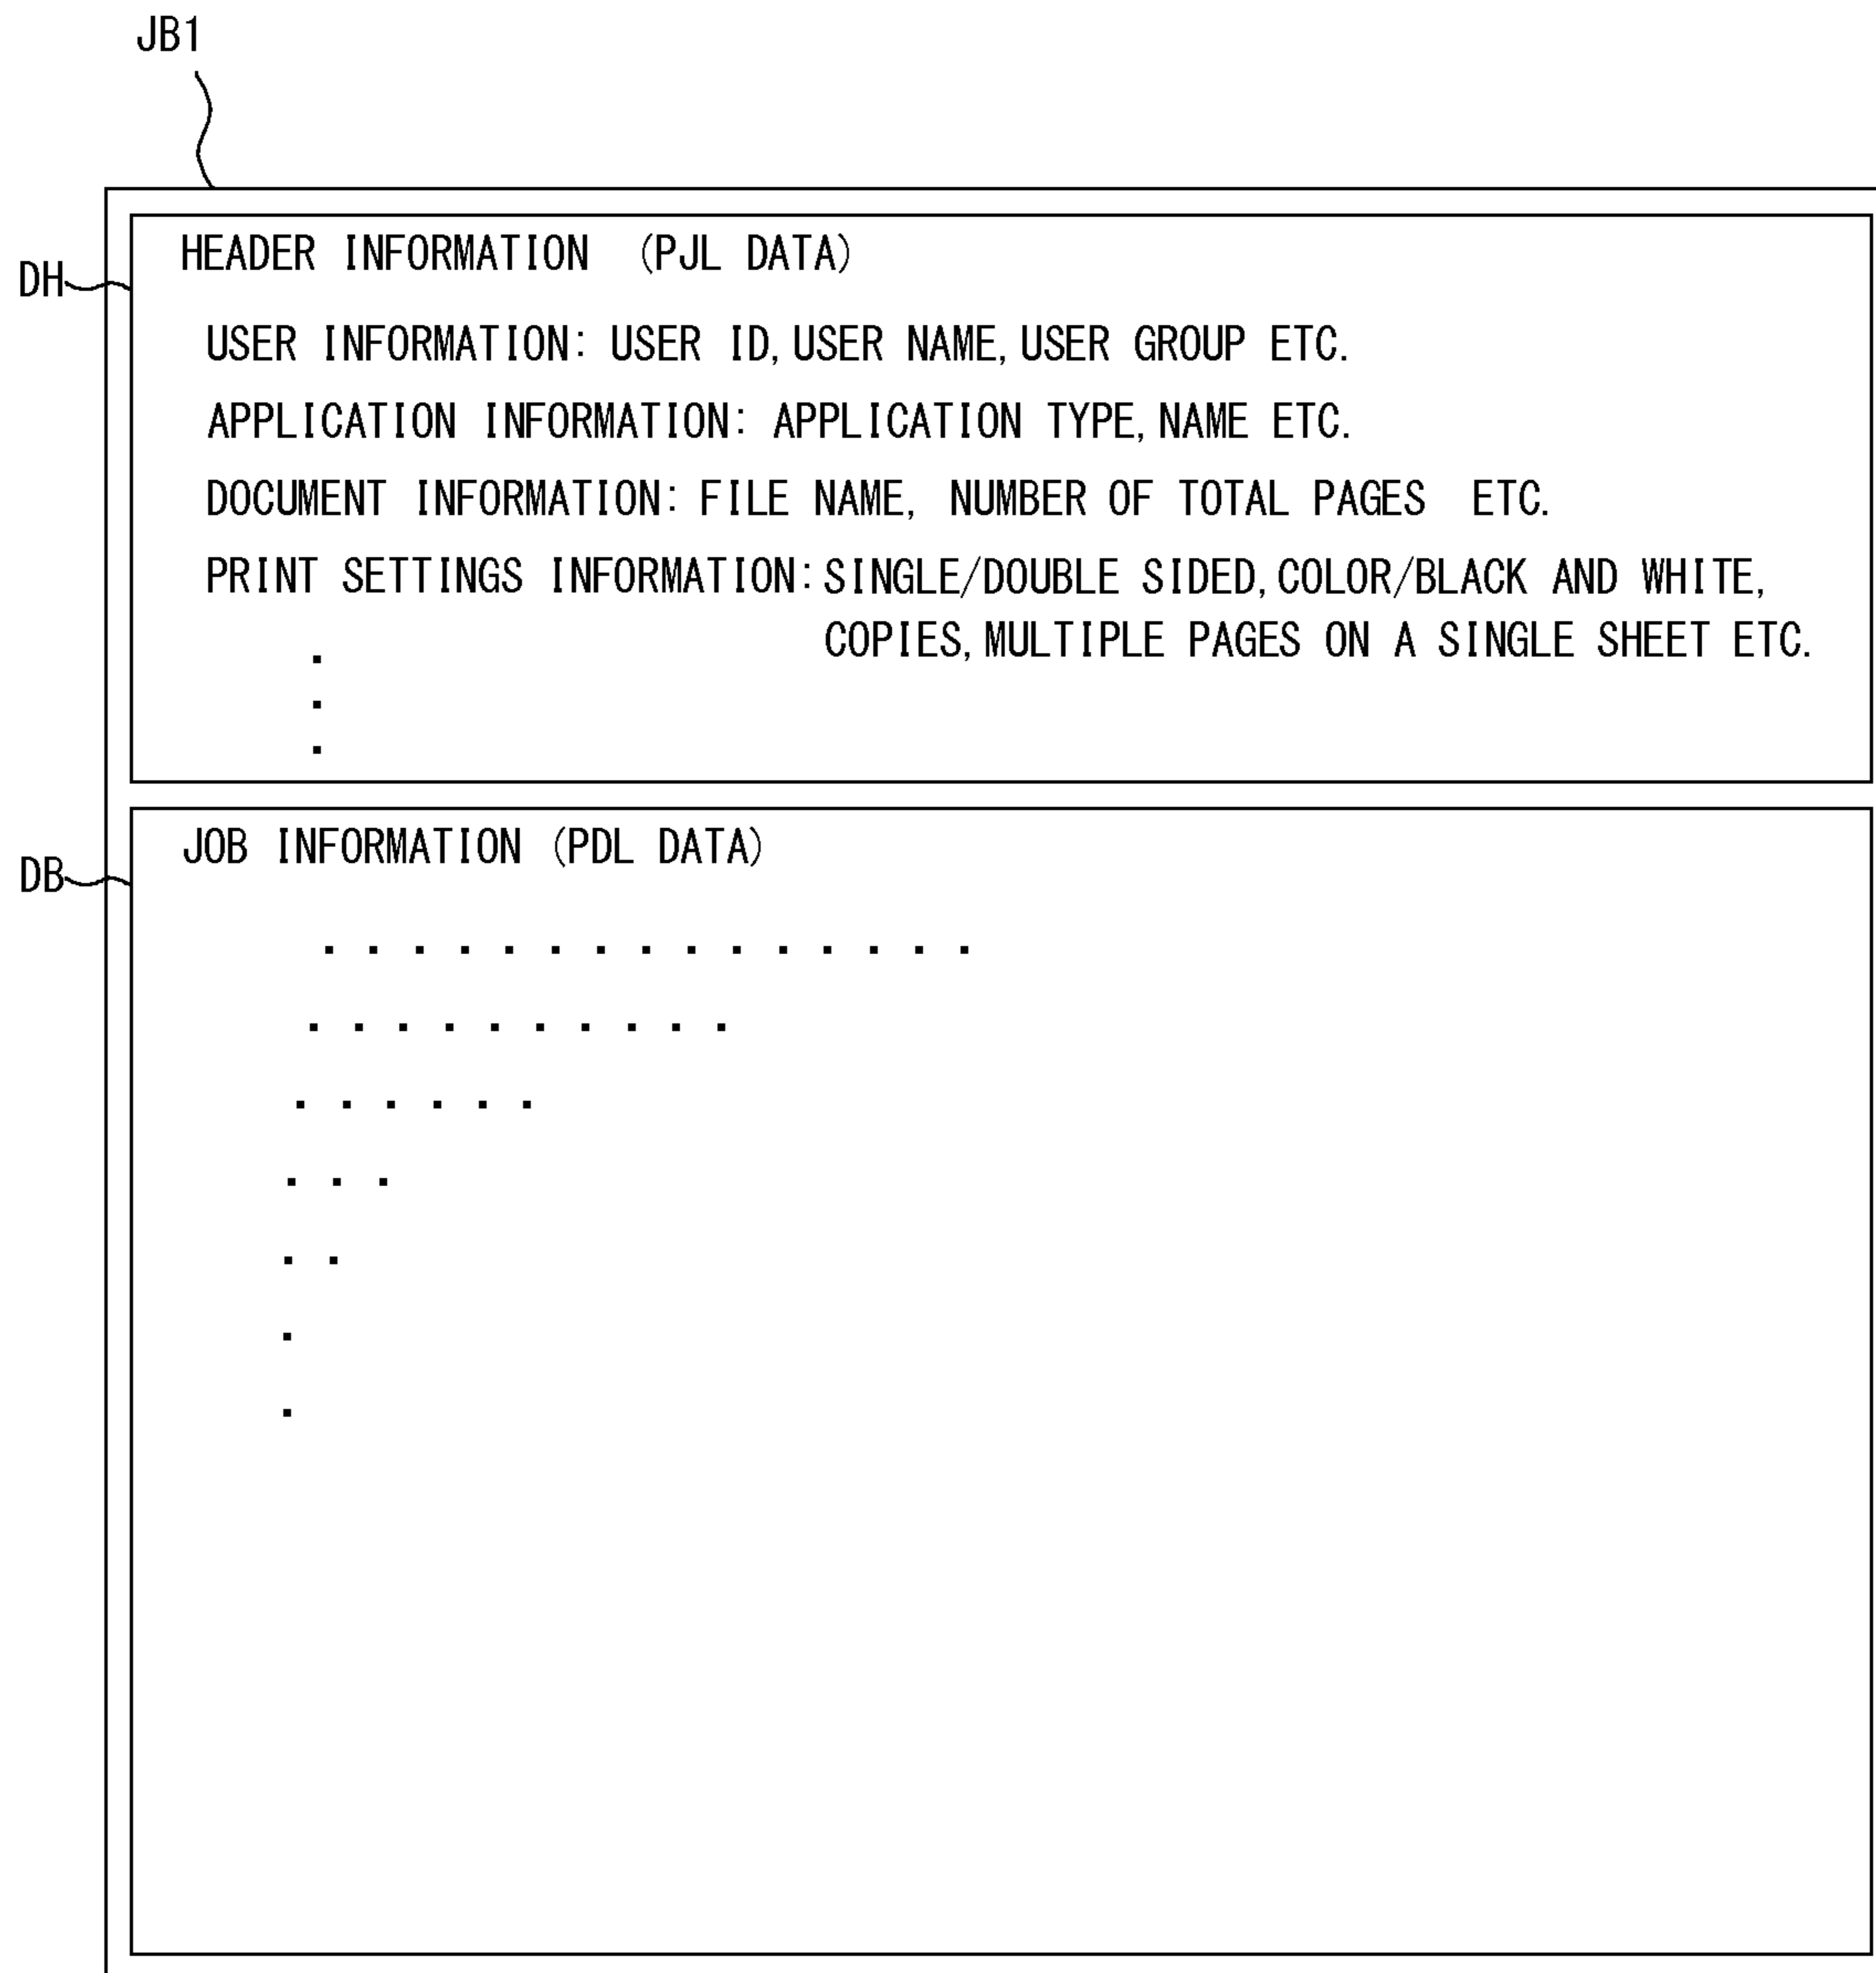 JB1
DH
HEADER INFORMATION (PJL DATA)
USER INFORMATION: USER ID, USER NAME, USER GROUP ETC.
APPLICATION INFORMATION: APPLICATION TYPE, NAME ETC.
DOCUMENT INFORMATION: FILE NAME, NUMBER OF TOTAL PAGES ETC.
PRINT SETTINGS INFORMATION: SINGLE/DOUBLE SIDED, COLOR/BLACK AND WHITE,
COPIES, MULTIPLE PAGES ON A SINGLE SHEET ETC.
DB
JOB INFORMATION (PDL DATA)